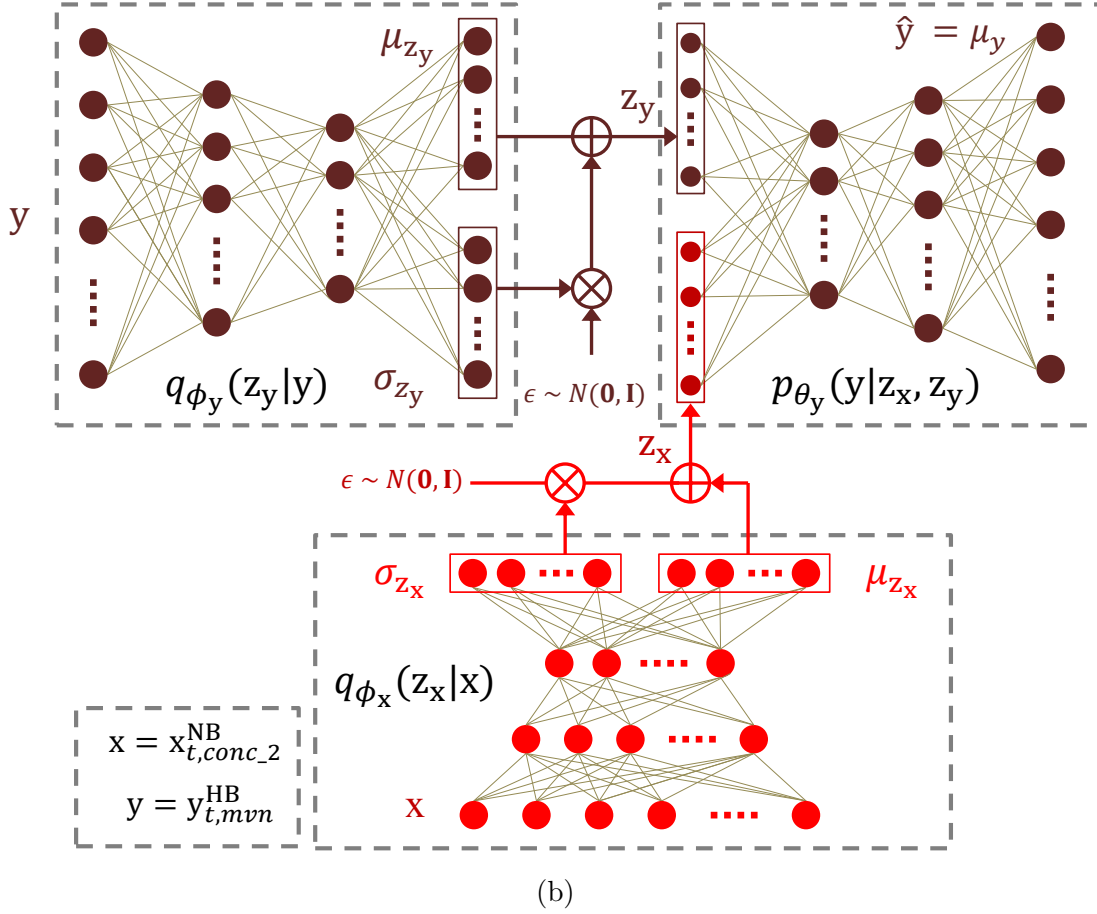 μ_{z_y}
ŷ = μ_y
z_y
y
q_{ϕ_y}(z_y|y)
σ_{z_y}
ϵ ~ N(𝟎, 𝐈)
p_{θ_y}(y|z_x, z_y)
z_x
ϵ ~ N(𝟎, 𝐈)
σ_{z_x}
μ_{z_x}
q_{ϕ_x}(z_x|x)
x = x^{NB}_{t,conc_2}
y = y^{HB}_{t,mvn}
x
(b)